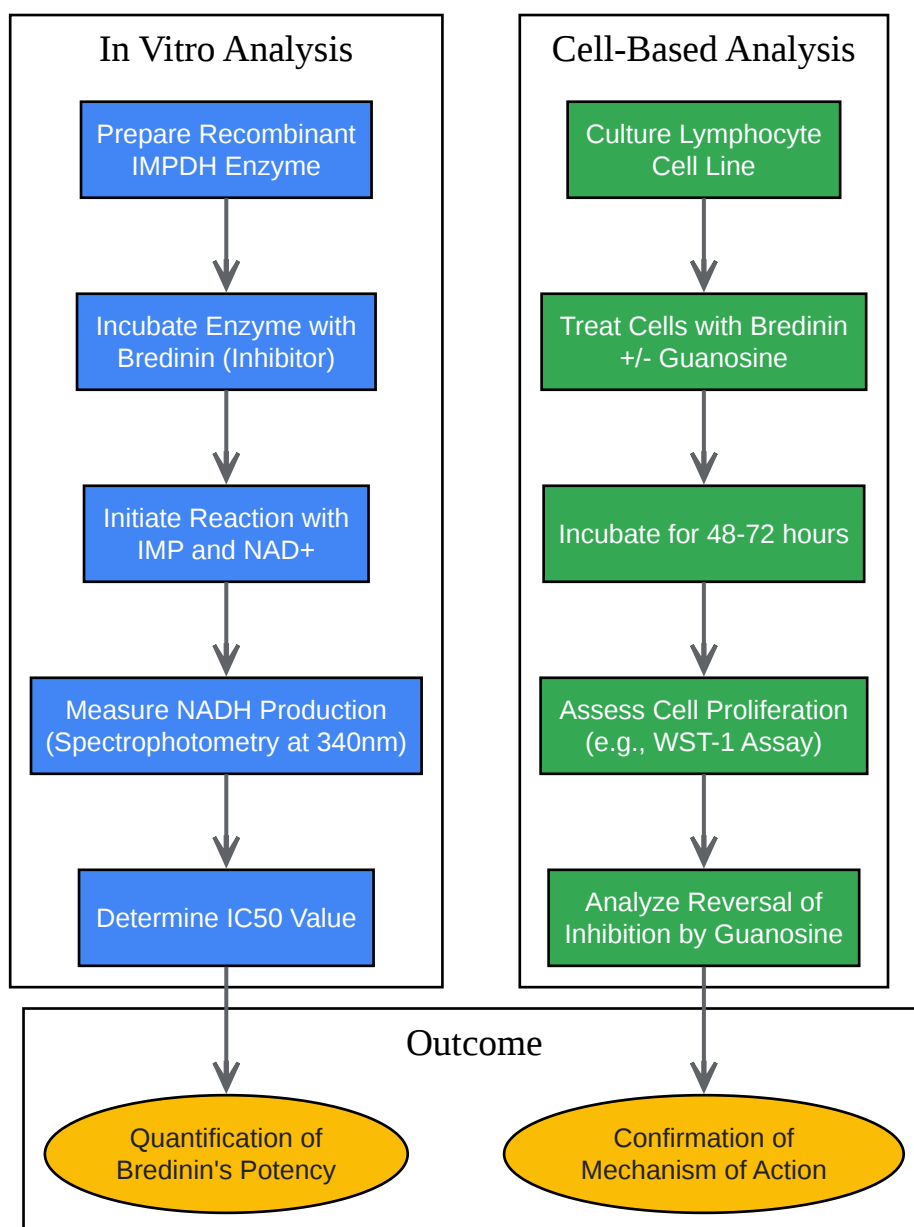 In Vitro Analysis
Prepare Recombinant
IMPDH Enzyme
Incubate Enzyme with
Bredinin (Inhibitor)
Initiate Reaction with
IMP and NAD+
Measure NADH Production
(Spectrophotometry at 340nm)
Determine IC50 Value
Cell-Based Analysis
Culture Lymphocyte
Cell Line
Treat Cells with Bredinin
+/- Guanosine
Incubate for 48-72 hours
Assess Cell Proliferation
(e.g., WST-1 Assay)
Analyze Reversal of
Inhibition by Guanosine
Outcome
Quantification of
Bredinin's Potency
Confirmation of
Mechanism of Action